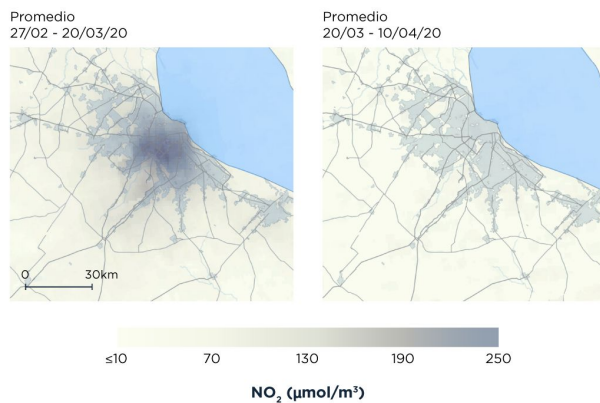 Promedio
27/02 - 20/03/20
Promedio
20/03 - 10/04/20
0 30km
≤10 70 130 190 250
NO₂ (µmol/m³)